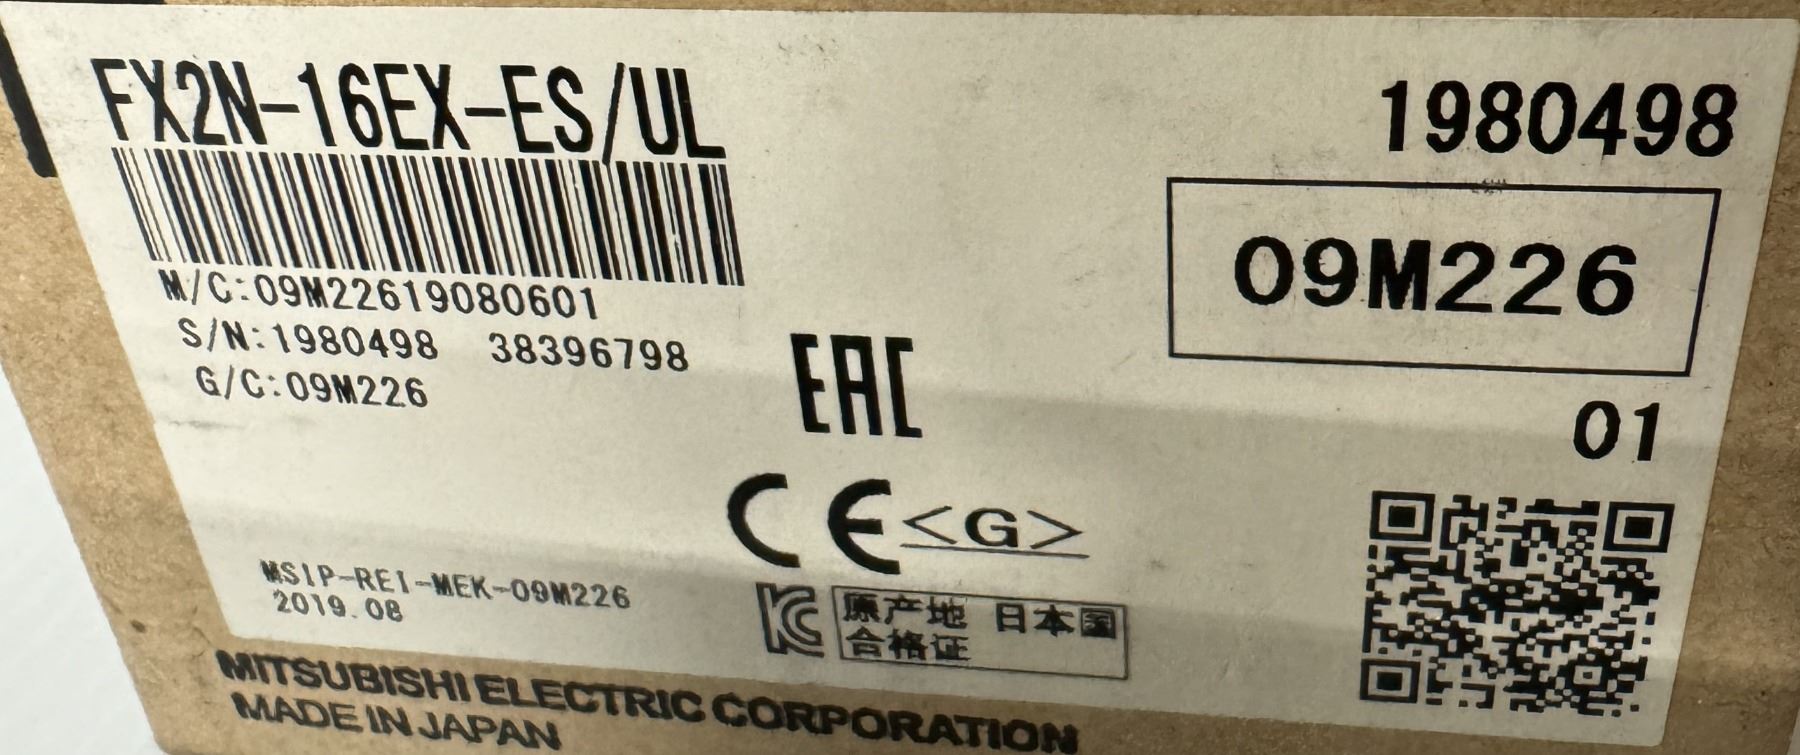 FX2N-16EX-ES/UL
1980498
09M226
M/C:09M22619080601
S/N:1980498 38396798
G/C:09M226
EAC
01
CE<G>
MSIP-REI-MEK-09M226
2019.08
KC
原产地 日本国
合格证
MITSUBISHI ELECTRIC CORPORATION
MADE IN JAPAN